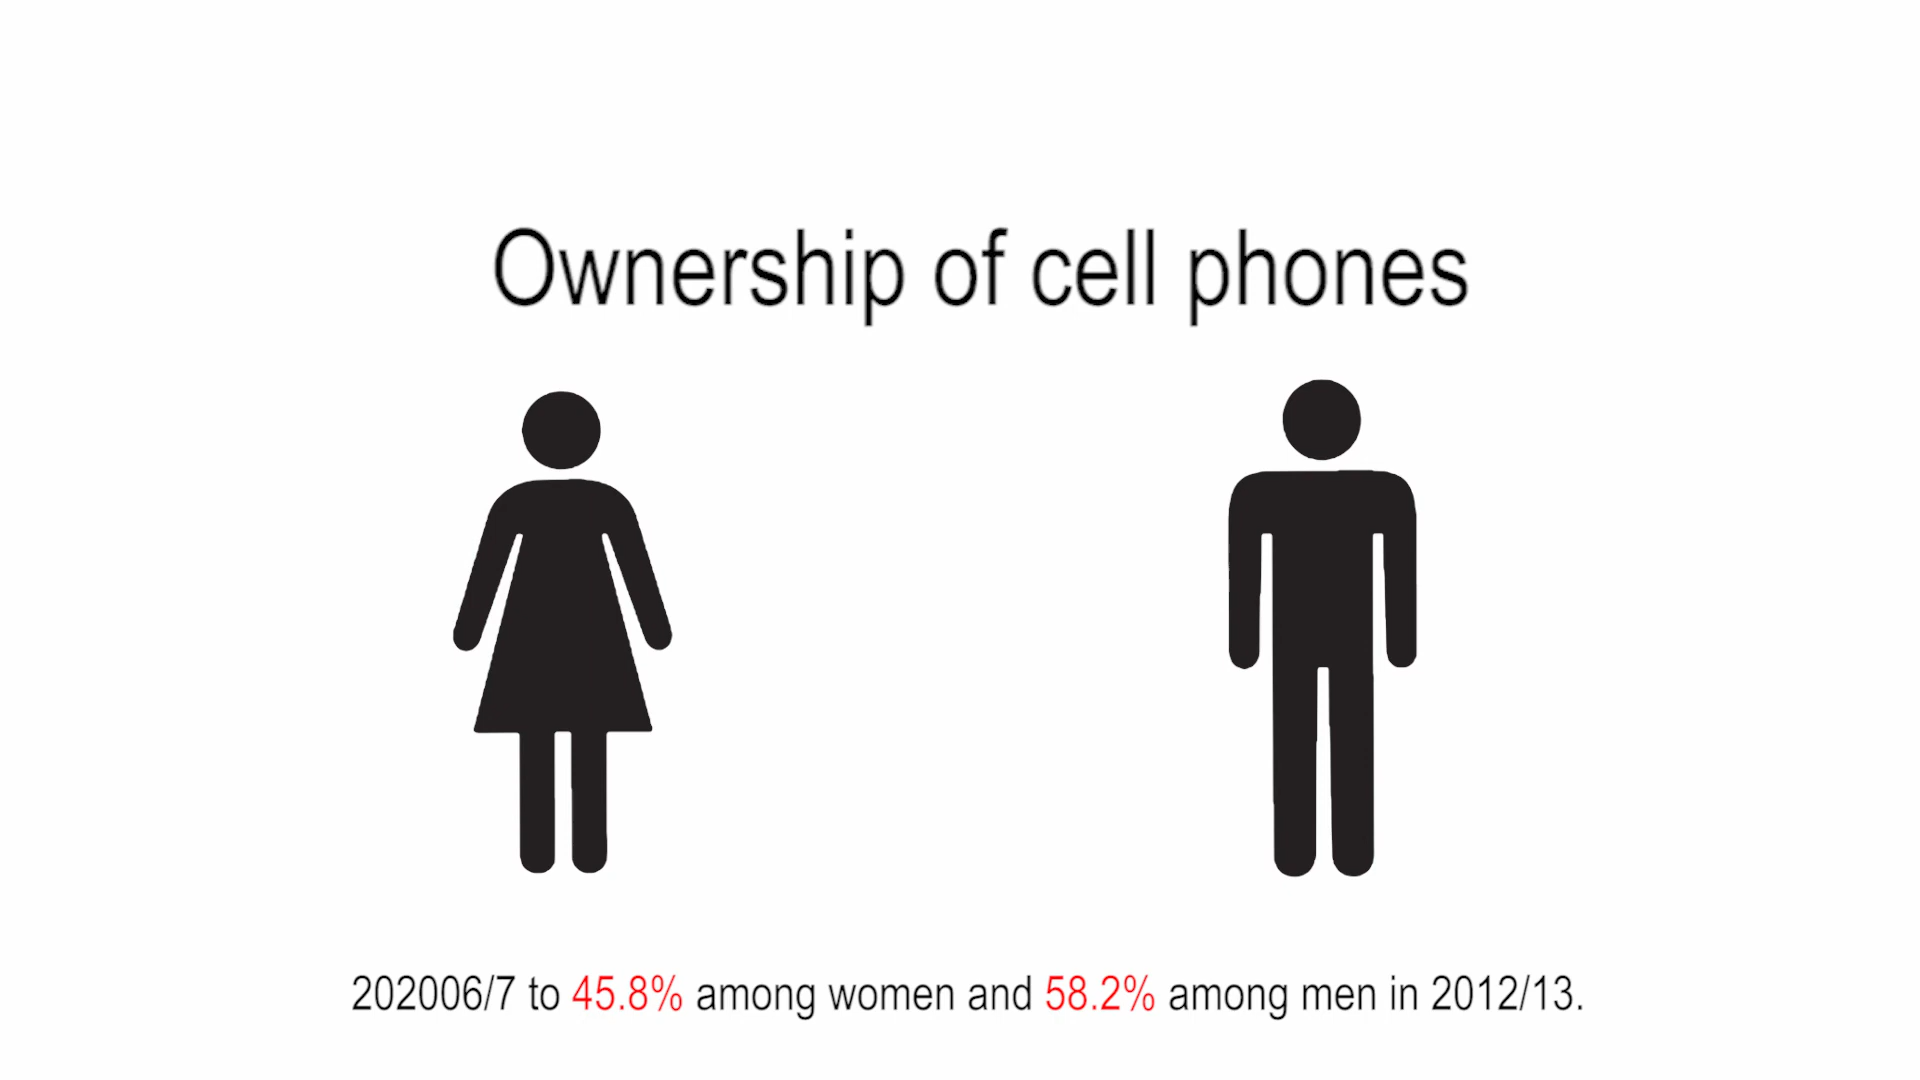 Ownership of cell phones
202006/7 to 45.8% among women and 58.2% among men in 2012/13.